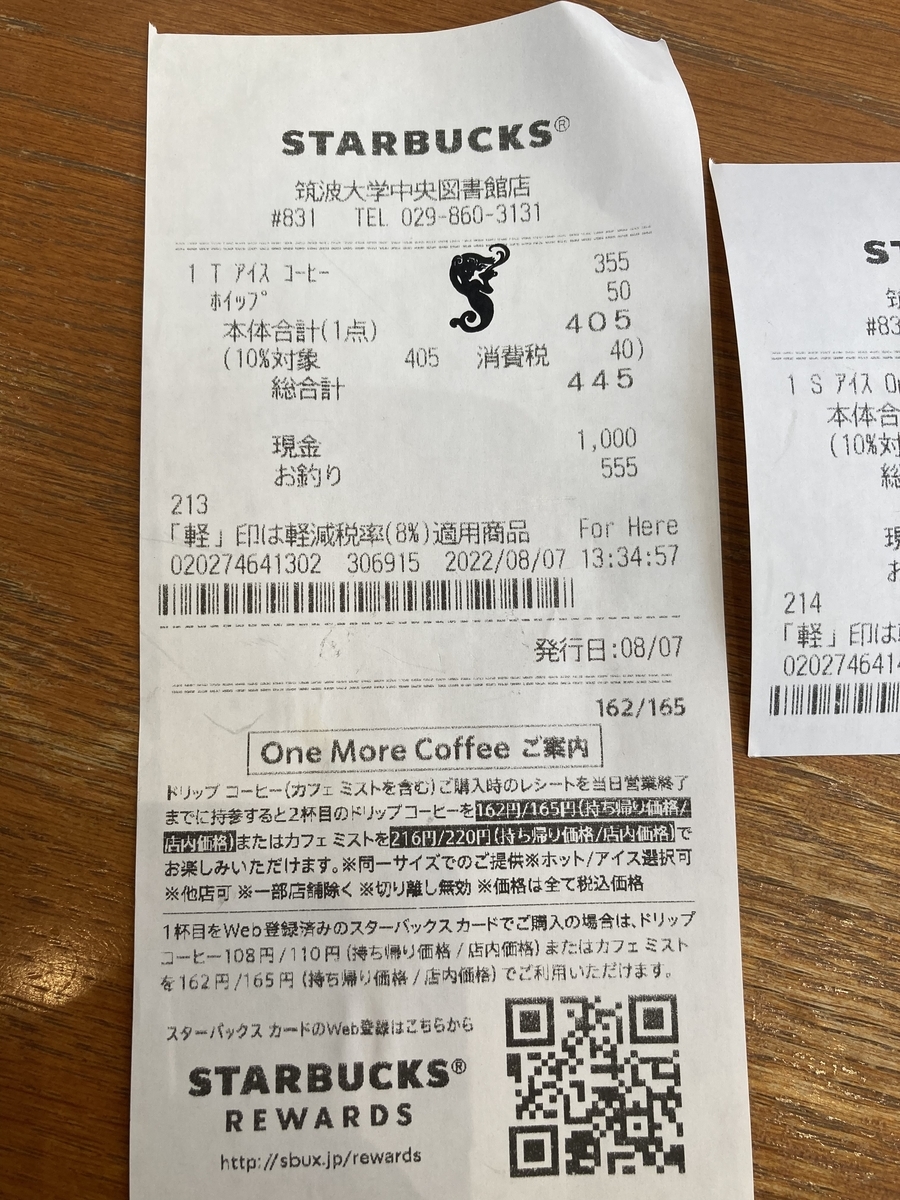 STARBUCKS®
筑波大学中央図書館店
#831 TEL 029-860-3131
1 T ｱｲｽ ｺｰﾋｰ 355
ﾎｲｯﾌﾟ 50
本体合計(1点) 405
(10%対象 405 消費税 40)
総合計 445
現金 1,000
お釣り 555
213
「軽」印は軽減税率(8%)適用商品 For Here
020274641302 306915 2022/08/07 13:34:57
発行日:08/07
162/165
One More Coffee ご案内
ドリップ コーヒー(カフェ ミストを含む)ご購入時のレシートを当日営業終了
までに持参すると2杯目のドリップコーヒーを162円/165円(持ち帰り価格/
店内価格)またはカフェ ミストを216円/220円(持ち帰り価格/店内価格)で
お楽しみいただけます。※同一サイズでのご提供※ホット/アイス選択可
※他店可 ※一部店舗除く ※切り離し無効 ※価格は全て税込価格
1杯目をWeb登録済みのスターバックス カードでご購入の場合は、ドリップ
コーヒー108円/110円 (持ち帰り価格 / 店内価格) またはカフェ ミスト
を162円/165円 (持ち帰り価格 / 店内価格) でご利用いただけます。
スターバックス カードのWeb登録はこちらから
STARBUCKS®
REWARDS
http://sbux.jp/rewards
ST
#83
1 S ｱｲｽ
本体合
(10%対
214
「軽」印は
020274641